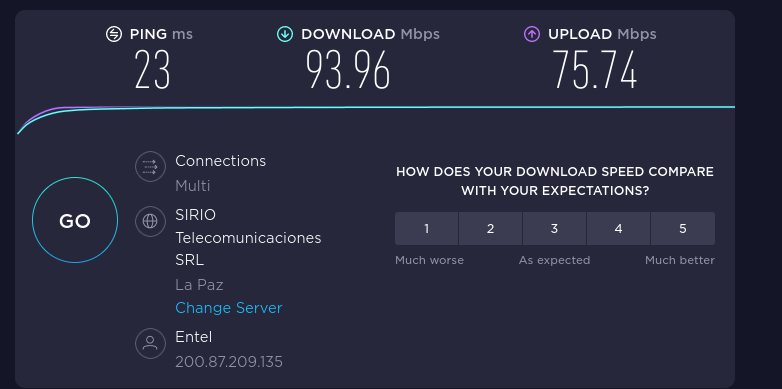 PING ms
DOWNLOAD Mbps
UPLOAD Mbps
23
93.96
75.74
GO
Connections
Multi
SIRIO
Telecomunicaciones
SRL
La Paz
Change Server
Entel
200.87.209.135
HOW DOES YOUR DOWNLOAD SPEED COMPARE
WITH YOUR EXPECTATIONS?
1 2 3 4 5
Much worse As expected Much better